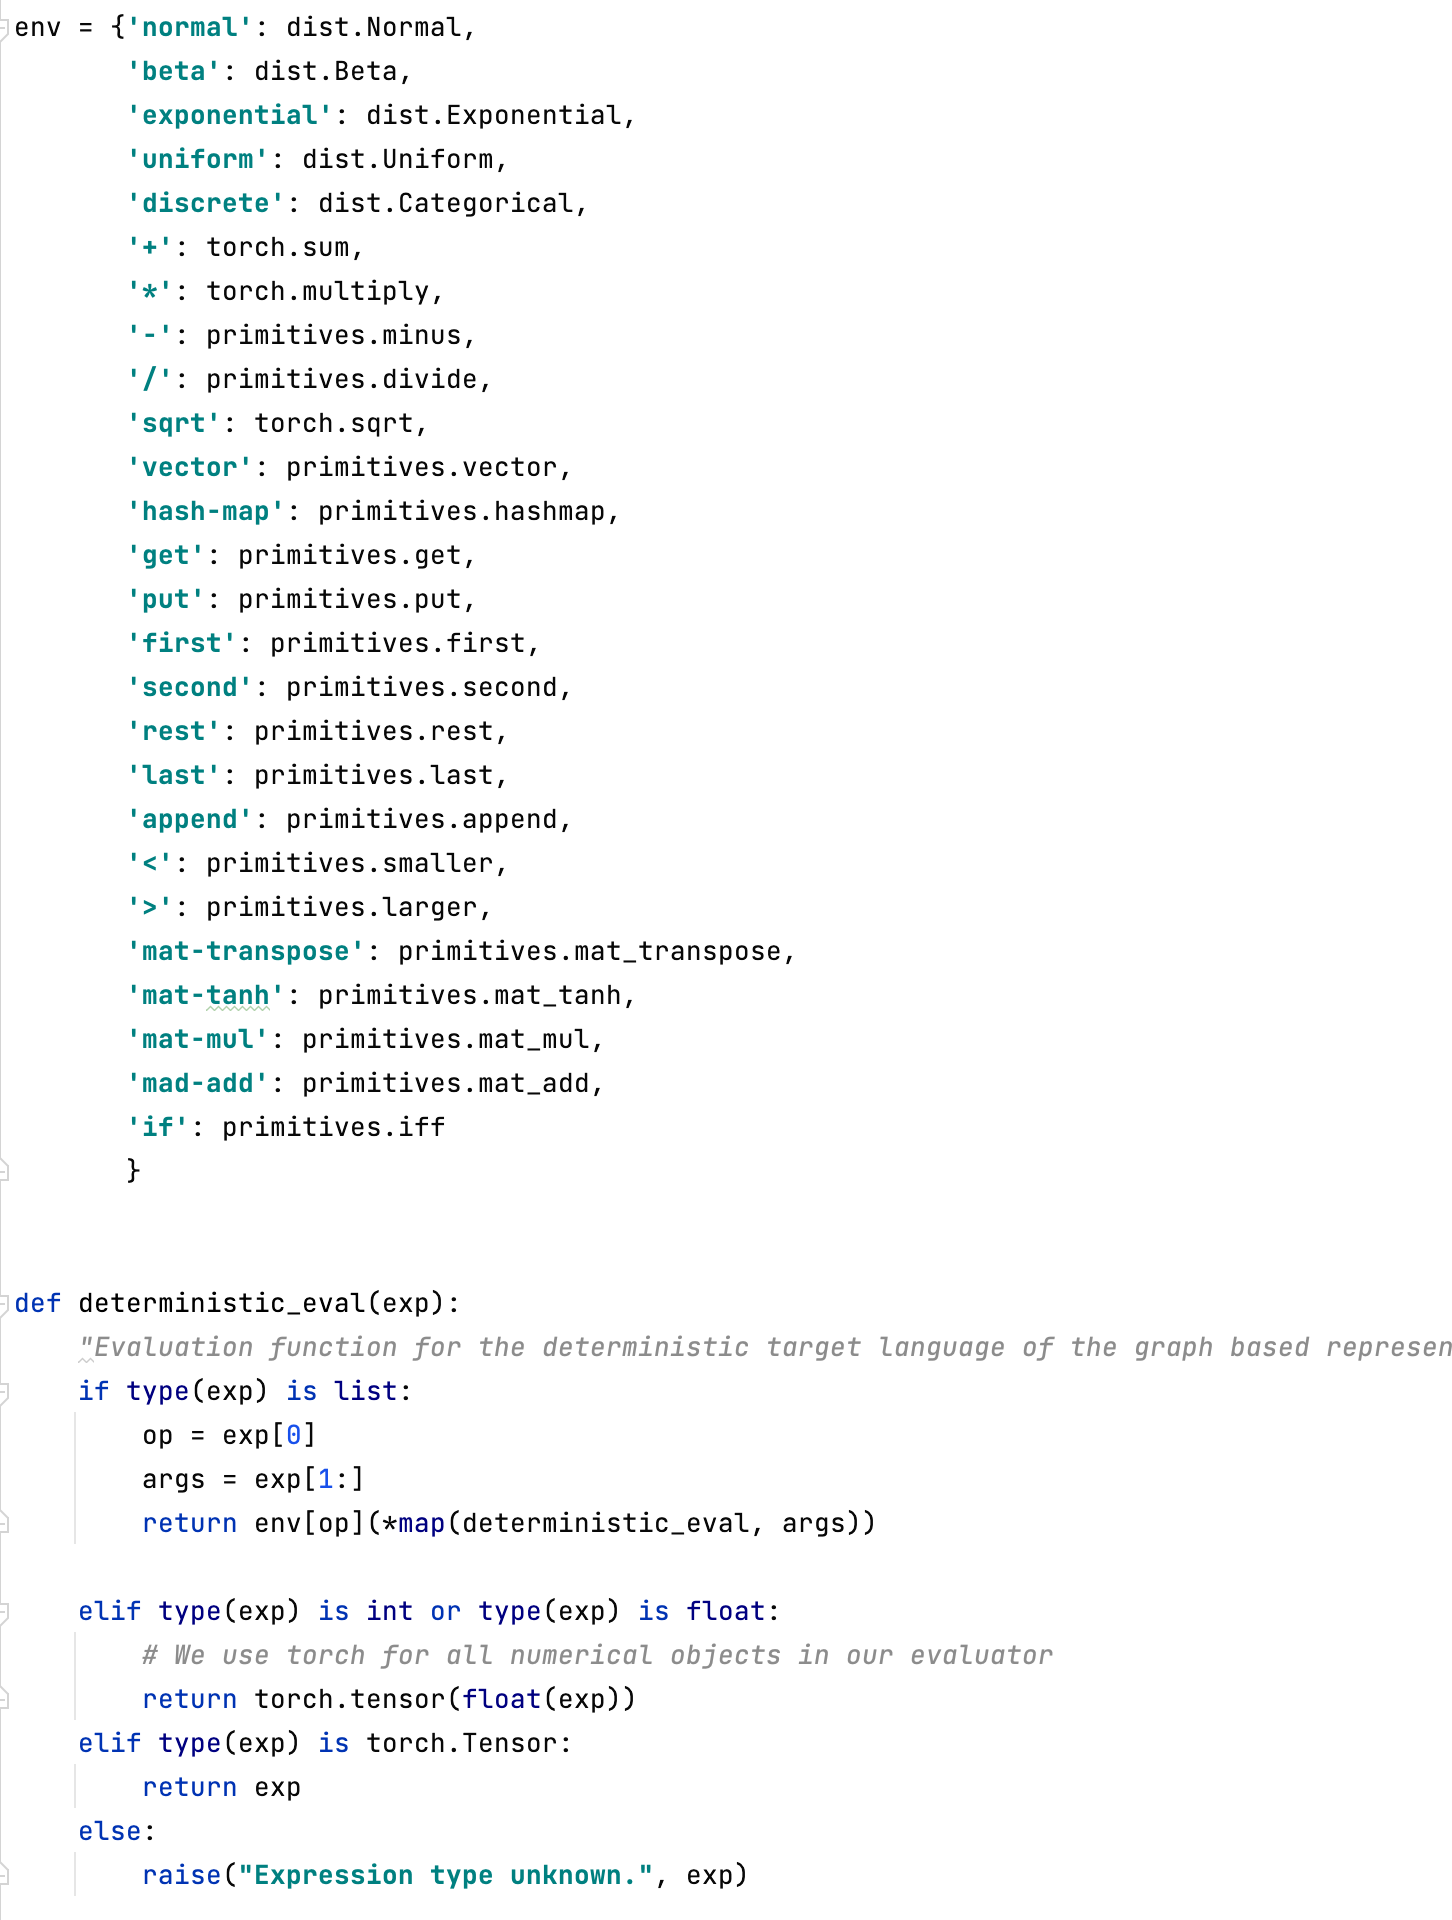 env = {'normal': dist.Normal,
       'beta': dist.Beta,
       'exponential': dist.Exponential,
       'uniform': dist.Uniform,
       'discrete': dist.Categorical,
       '+': torch.sum,
       '*': torch.multiply,
       '-': primitives.minus,
       '/': primitives.divide,
       'sqrt': torch.sqrt,
       'vector': primitives.vector,
       'hash-map': primitives.hashmap,
       'get': primitives.get,
       'put': primitives.put,
       'first': primitives.first,
       'second': primitives.second,
       'rest': primitives.rest,
       'last': primitives.last,
       'append': primitives.append,
       '<': primitives.smaller,
       '>': primitives.larger,
       'mat-transpose': primitives.mat_transpose,
       'mat-tanh': primitives.mat_tanh,
       'mat-mul': primitives.mat_mul,
       'mad-add': primitives.mat_add,
       'if': primitives.iff
       }
def deterministic_eval(exp):
    "Evaluation function for the deterministic target language of the graph based represen
    if type(exp) is list:
        op = exp[0]
        args = exp[1:]
        return env[op](*map(deterministic_eval, args))
    elif type(exp) is int or type(exp) is float:
        # We use torch for all numerical objects in our evaluator
        return torch.tensor(float(exp))
    elif type(exp) is torch.Tensor:
        return exp
    else:
        raise("Expression type unknown.", exp)